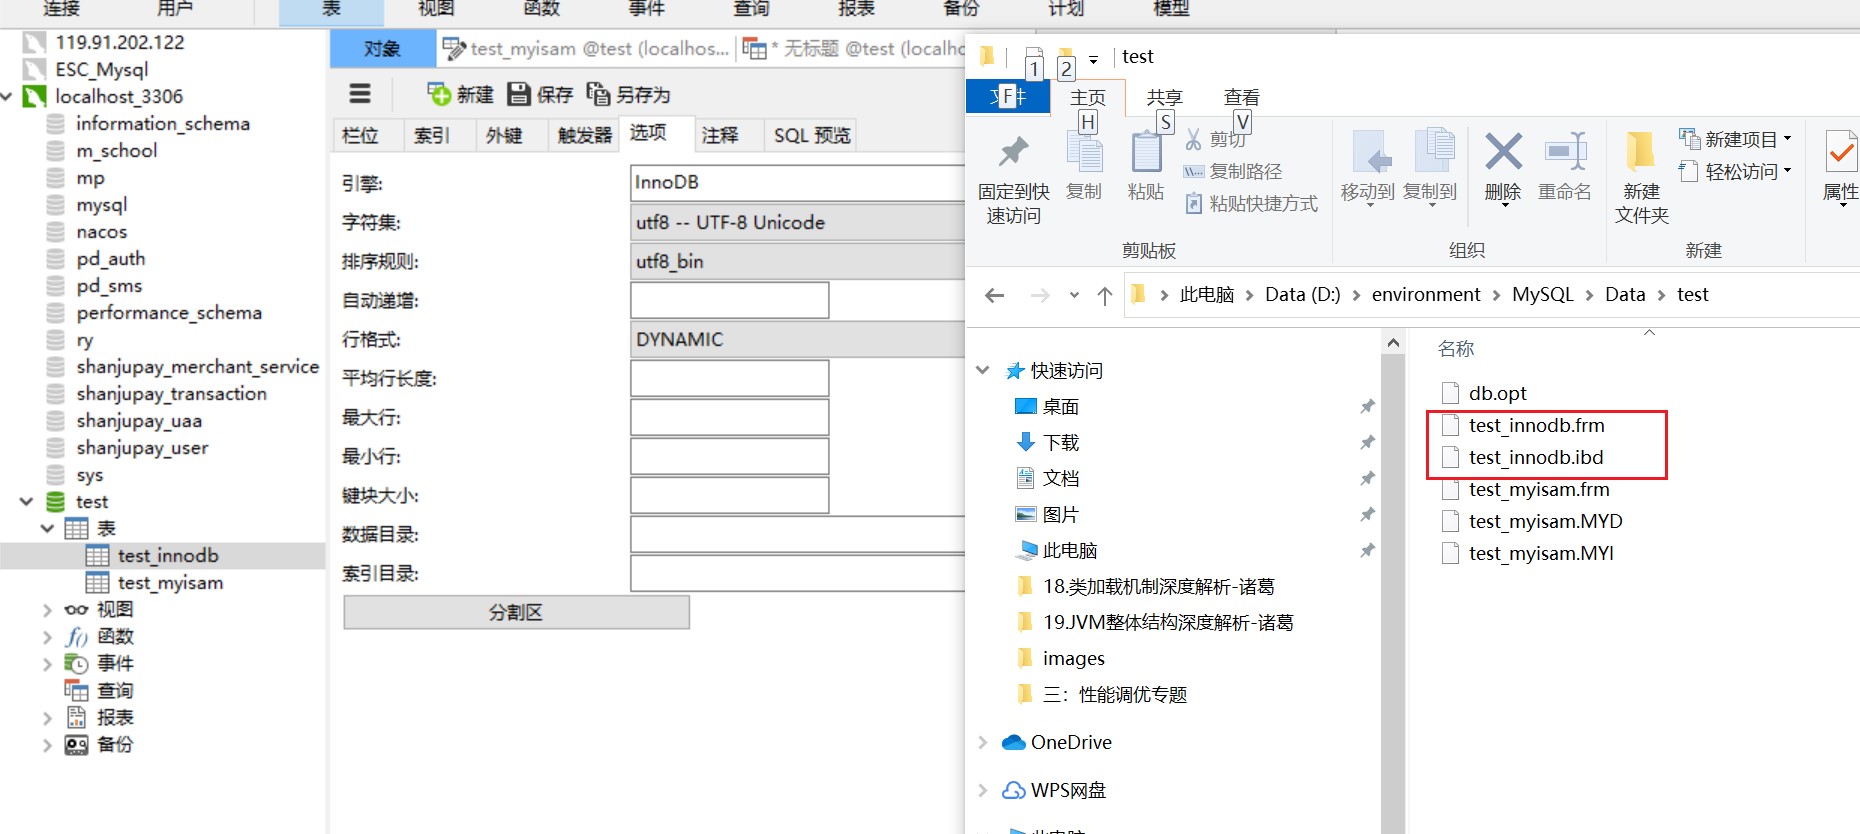 连接 用户 表 视图 函数 事件 查询 报表 备份 计划 模型
119.91.202.122
ESC_Mysql
localhost_3306
information_schema
m_school
mp
mysql
nacos
pd_auth
pd_sms
performance_schema
ry
shanjupay_merchant_service
shanjupay_transaction
shanjupay_uaa
shanjupay_user
sys
test
表
test_innodb
test_myisam
视图
函数
事件
查询
报表
备份
对象 test_myisam @test (localhos... * 无标题 @test (localhc
新建 保存 另存为
栏位 索引 外键 触发器 选项 注释 SQL 预览
引擎: InnoDB
字符集: utf8 -- UTF-8 Unicode
排序规则: utf8_bin
自动递增:
行格式: DYNAMIC
平均行长度:
最大行:
最小行:
键块大小:
数据目录:
索引目录:
分割区
1 2 test
文件 F 主页 H 共享 S 查看 V
固定到快速访问
复制
粘贴
剪切
复制路径
粘贴快捷方式
剪贴板
移动到 复制到 删除 重命名
组织
新建文件夹
新建项目
轻松访问
新建
属性
此电脑 Data (D:) environment MySQL Data test
快速访问
桌面
下载
文档
图片
此电脑
18.类加载机制深度解析-诸葛
19.JVM整体结构深度解析-诸葛
images
三：性能调优专题
OneDrive
WPS网盘
此电脑
名称
db.opt
test_innodb.frm
test_innodb.ibd
test_myisam.frm
test_myisam.MYD
test_myisam.MYI